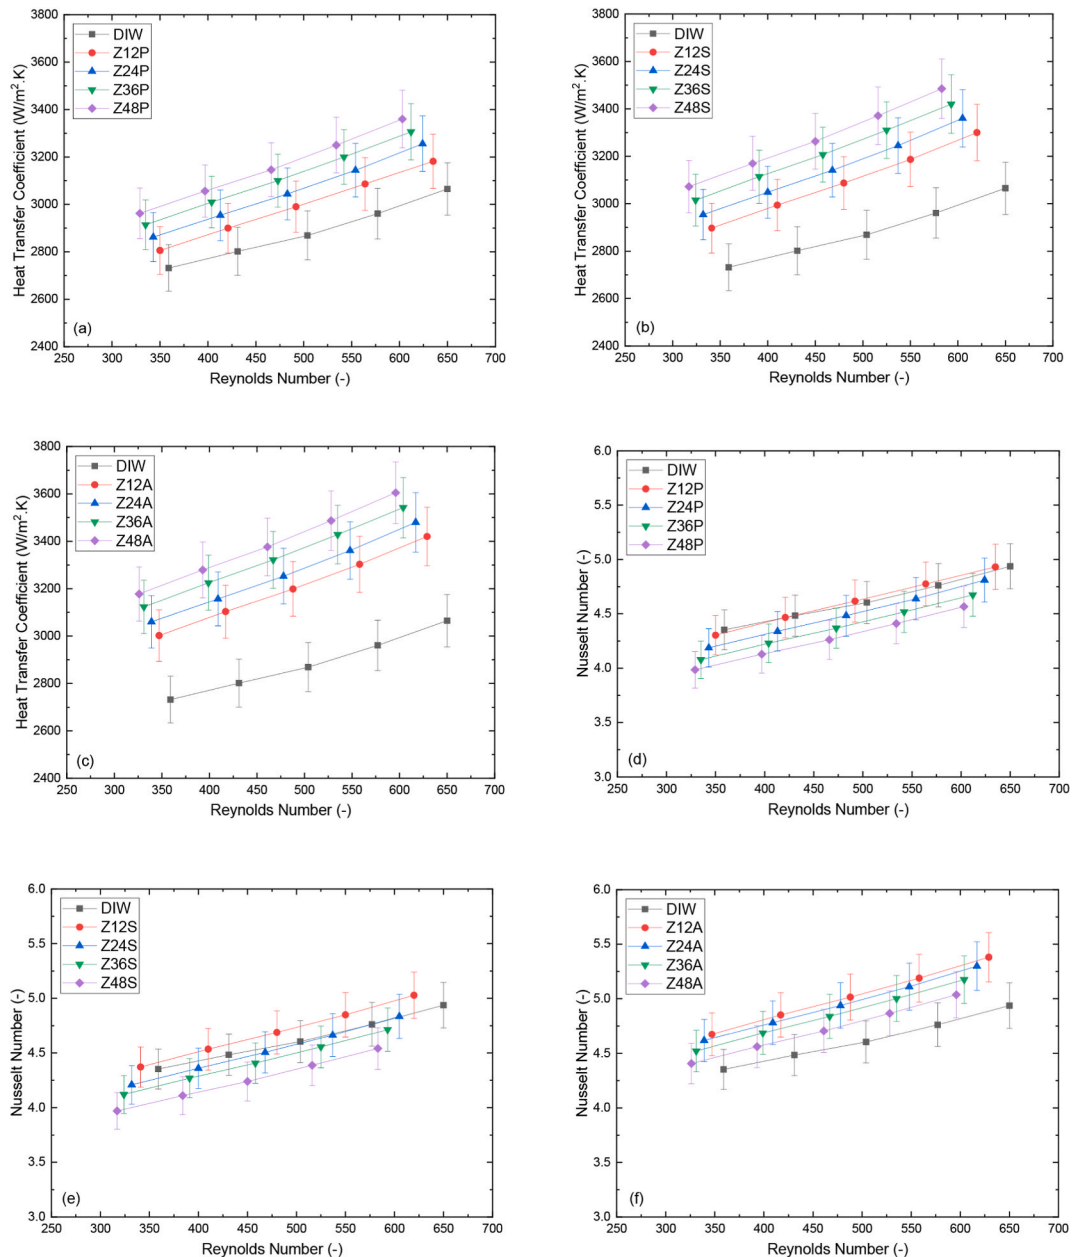 3800
3600
3400
3200
3000
2800
2600
2400
Heat Transfer Coefficient (W/m².K)
DIW
Z12P
Z24P
Z36P
Z48P
(a)
250 300 350 400 450 500 550 600 650 700
Reynolds Number (-)
3800
3600
3400
3200
3000
2800
2600
2400
Heat Transfer Coefficient (W/m².K)
DIW
Z12S
Z24S
Z36S
Z48S
(b)
250 300 350 400 450 500 550 600 650 700
Reynolds Number (-)
3800
3600
3400
3200
3000
2800
2600
2400
Heat Transfer Coefficient (W/m².K)
DIW
Z12A
Z24A
Z36A
Z48A
(c)
250 300 350 400 450 500 550 600 650 700
Reynolds Number (-)
6.0
5.5
5.0
4.5
4.0
3.5
3.0
Nusselt Number (-)
DIW
Z12P
Z24P
Z36P
Z48P
(d)
250 300 350 400 450 500 550 600 650 700
Reynolds Number (-)
6.0
5.5
5.0
4.5
4.0
3.5
3.0
Nusselt Number (-)
DIW
Z12S
Z24S
Z36S
Z48S
(e)
250 300 350 400 450 500 550 600 650 700
Reynolds Number (-)
6.0
5.5
5.0
4.5
4.0
3.5
3.0
Nusselt Number (-)
DIW
Z12A
Z24A
Z36A
Z48A
(f)
250 300 350 400 450 500 550 600 650 700
Reynolds Number (-)